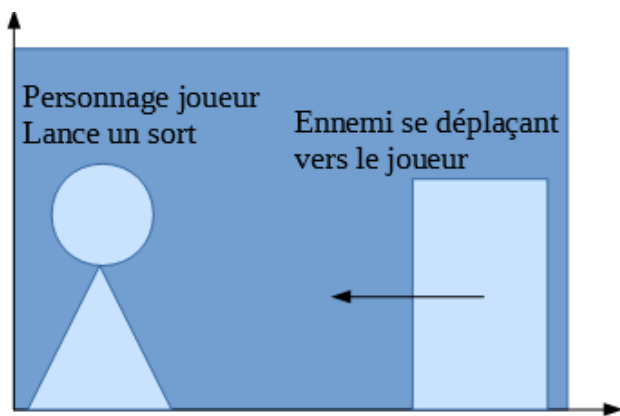 Personnage joueur
Lance un sort
Ennemi se déplaçant
vers le joueur